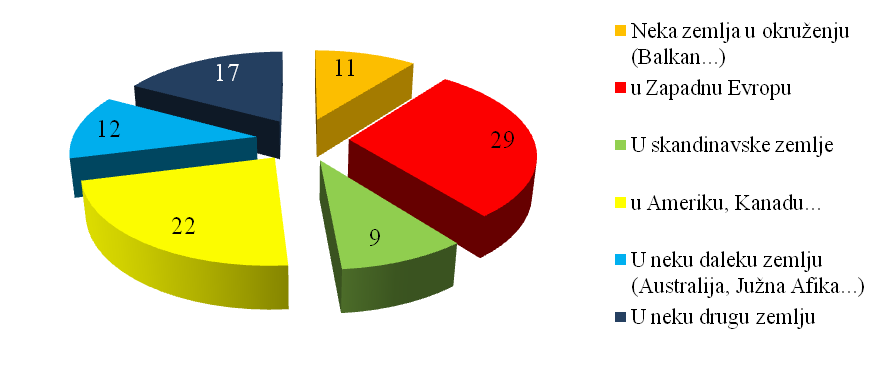 11
29
9
22
12
17
Neka zemlja u okruženju
(Balkan...)
u Zapadnu Evropu
U skandinavske zemlje
u Ameriku, Kanadu...
U neku daleku zemlju
(Australija, Južna Afika...)
U neku drugu zemlju